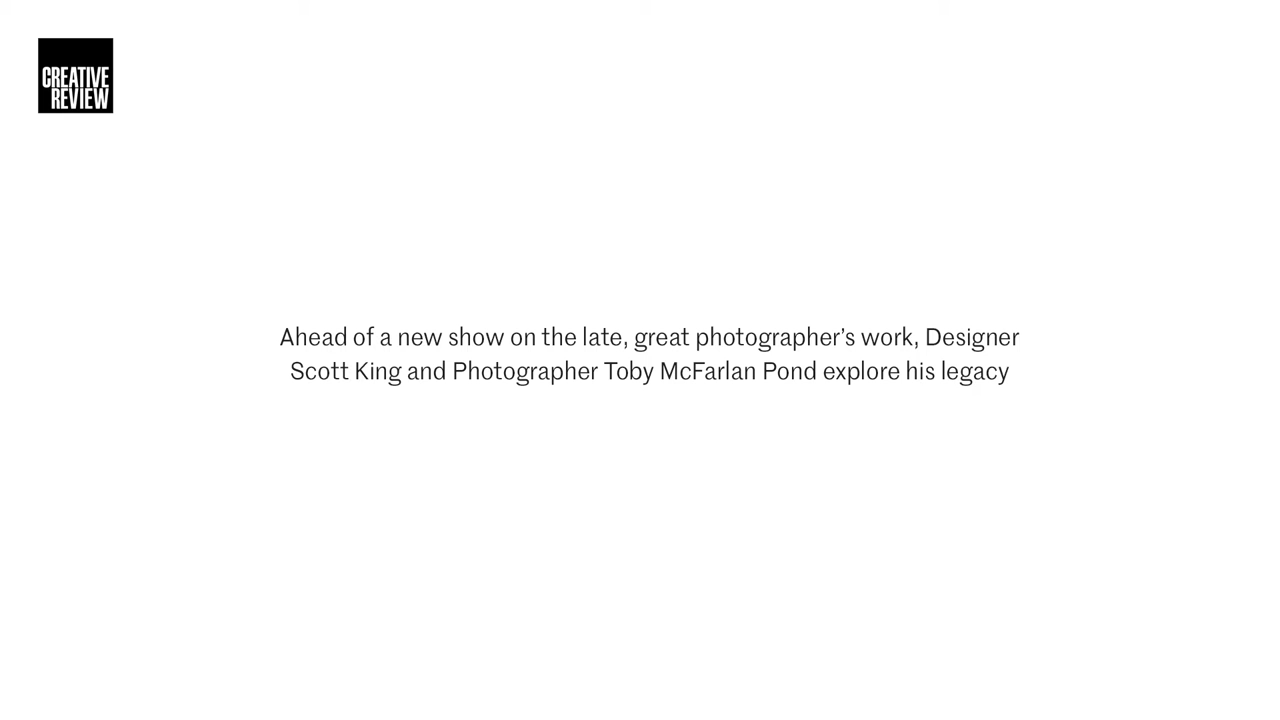 CREATIVE
REVIEW
Ahead of a new show on the late, great photographer’s work, Designer
Scott King and Photographer Toby McFarlan Pond explore his legacy